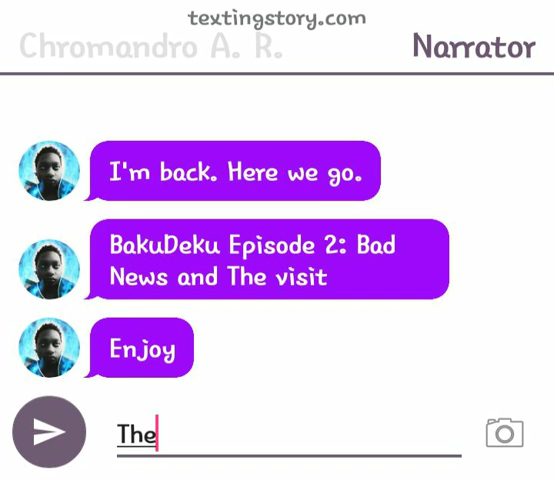 textingstory.com
Chromandro A. R.
Narrator
I'm back. Here we go.
BakuDeku Episode 2: Bad
News and The visit
Enjoy
The